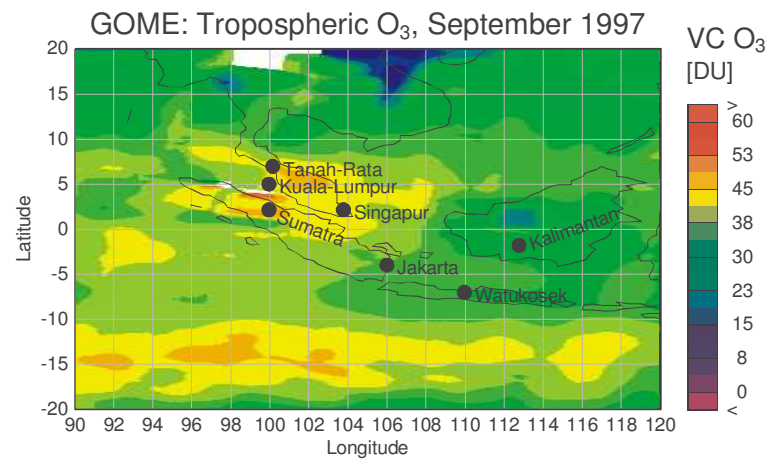 GOME: Tropospheric O₃, September 1997
VC O₃
[DU]
20
15
10
5
0
-5
-10
-15
-20
Latitude
Tanah-Rata
Kuala-Lumpur
Singapur
Sumatra
Kalimantan
Jakarta
Watukosek
90 92 94 96 98 100 102 104 106 108 110 112 114 116 118 120
Longitude
>
60
53
45
38
30
23
15
8
0
<